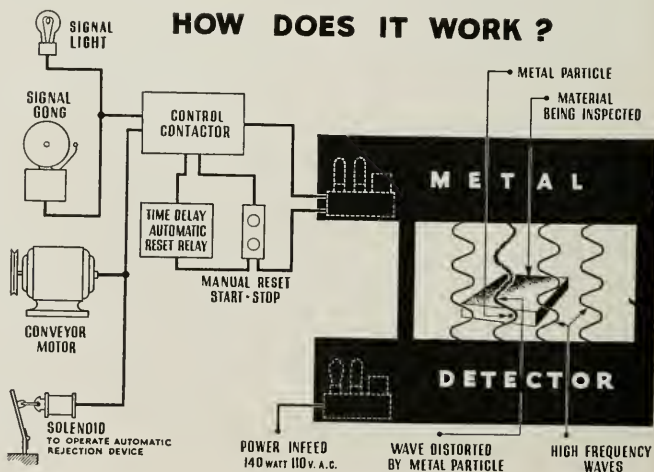 HOW DOES IT WORK ?
SIGNAL
LIGHT
SIGNAL
GONG
CONTROL
CONTACTOR
TIME DELAY
AUTOMATIC
RESET RELAY
MANUAL RESET
START - STOP
CONVEYOR
MOTOR
SOLENOID
TO OPERATE AUTOMATIC
REJECTION DEVICE
METAL PARTICLE
MATERIAL
BEING INSPECTED
METAL
DETECTOR
POWER INFEED
140 WATT 110 V. A.C.
WAVE DISTORTED
BY METAL PARTICLE
HIGH FREQUENCY
WAVES